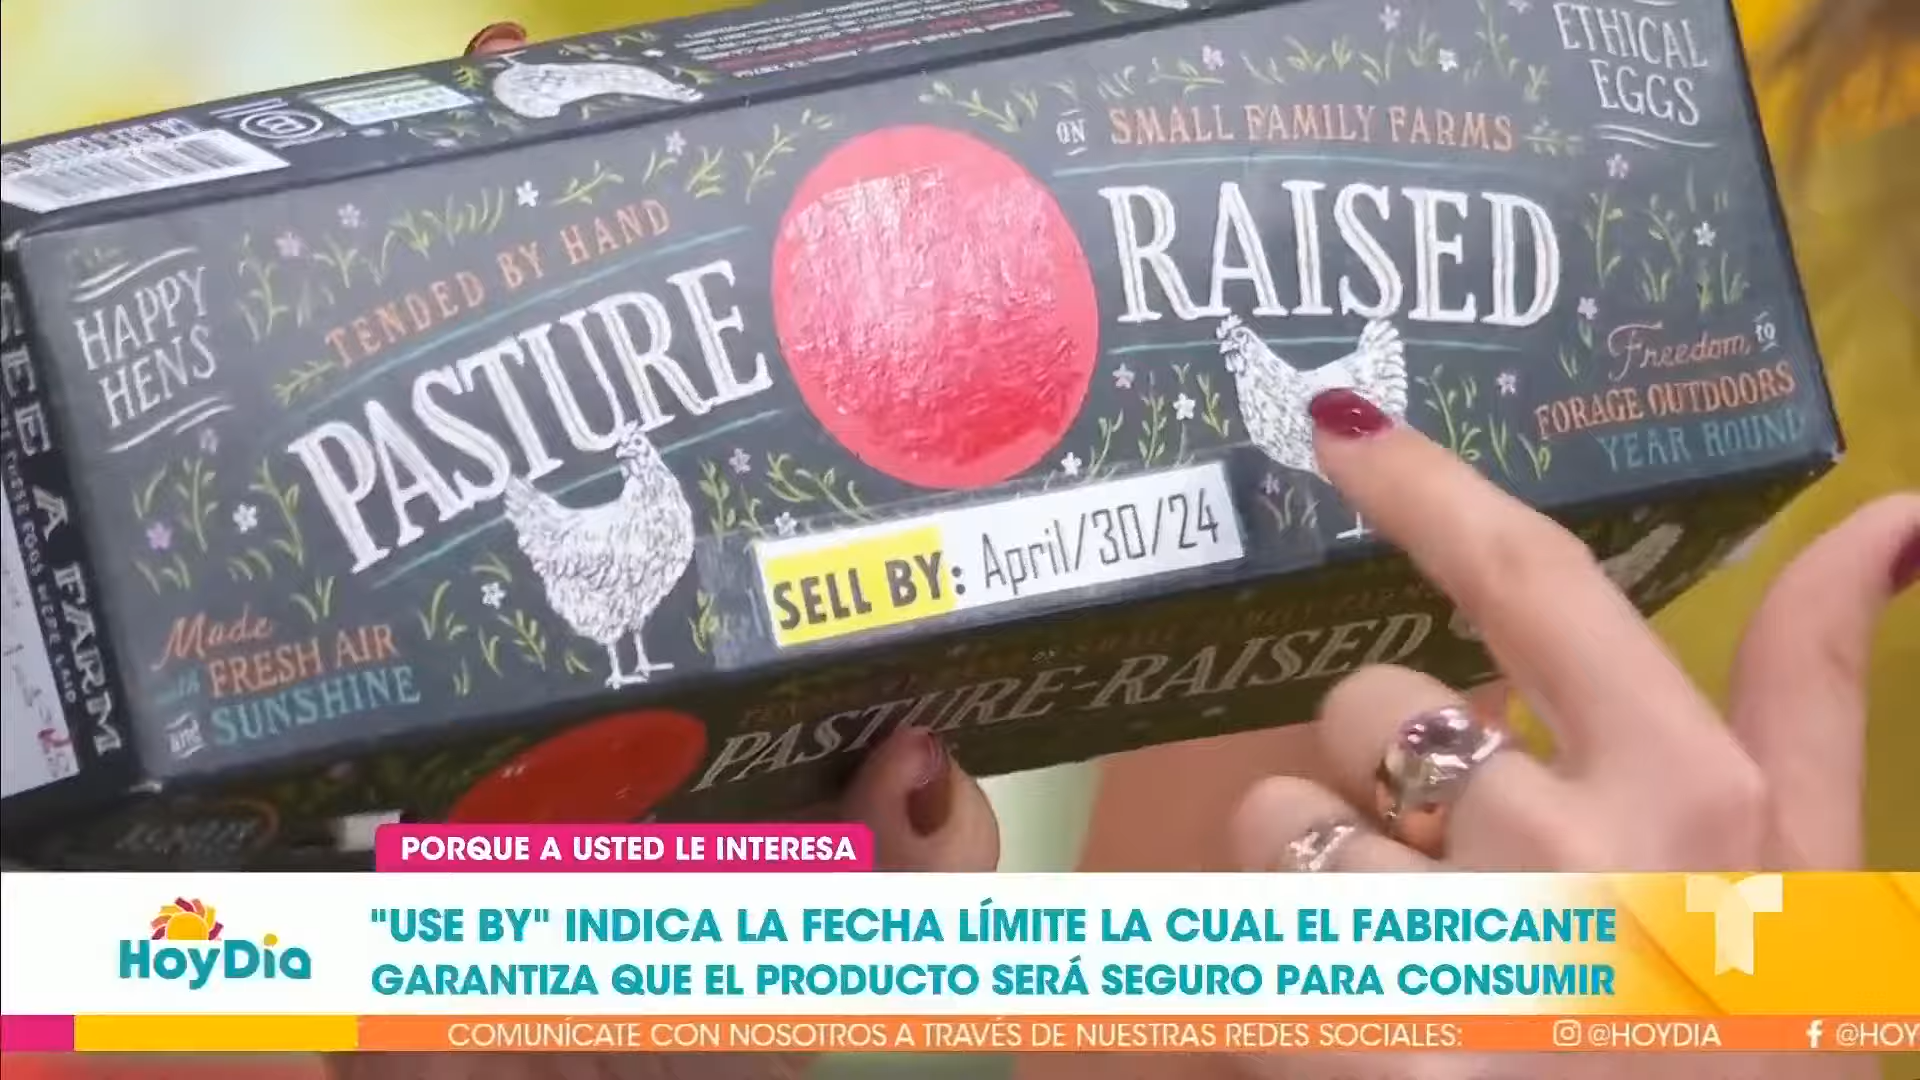 ETHICAL
EGGS
ON SMALL FAMILY FARMS
TENDED BY HAND
HAPPY
HENS
PASTURE
RAISED
Freedom to
FORAGE OUTDOORS
YEAR ROUND
SELL BY: April/30/24
Made
with FRESH AIR
and SUNSHINE
SEE A FARM
PASTURE-RAISED
PORQUE A USTED LE INTERESA
HoyDía
"USE BY" INDICA LA FECHA LÍMITE LA CUAL EL FABRICANTE
GARANTIZA QUE EL PRODUCTO SERÁ SEGURO PARA CONSUMIR
T
COMUNÍCATE CON NOSOTROS A TRAVÉS DE NUESTRAS REDES SOCIALES: @HOYDIA f @HOY